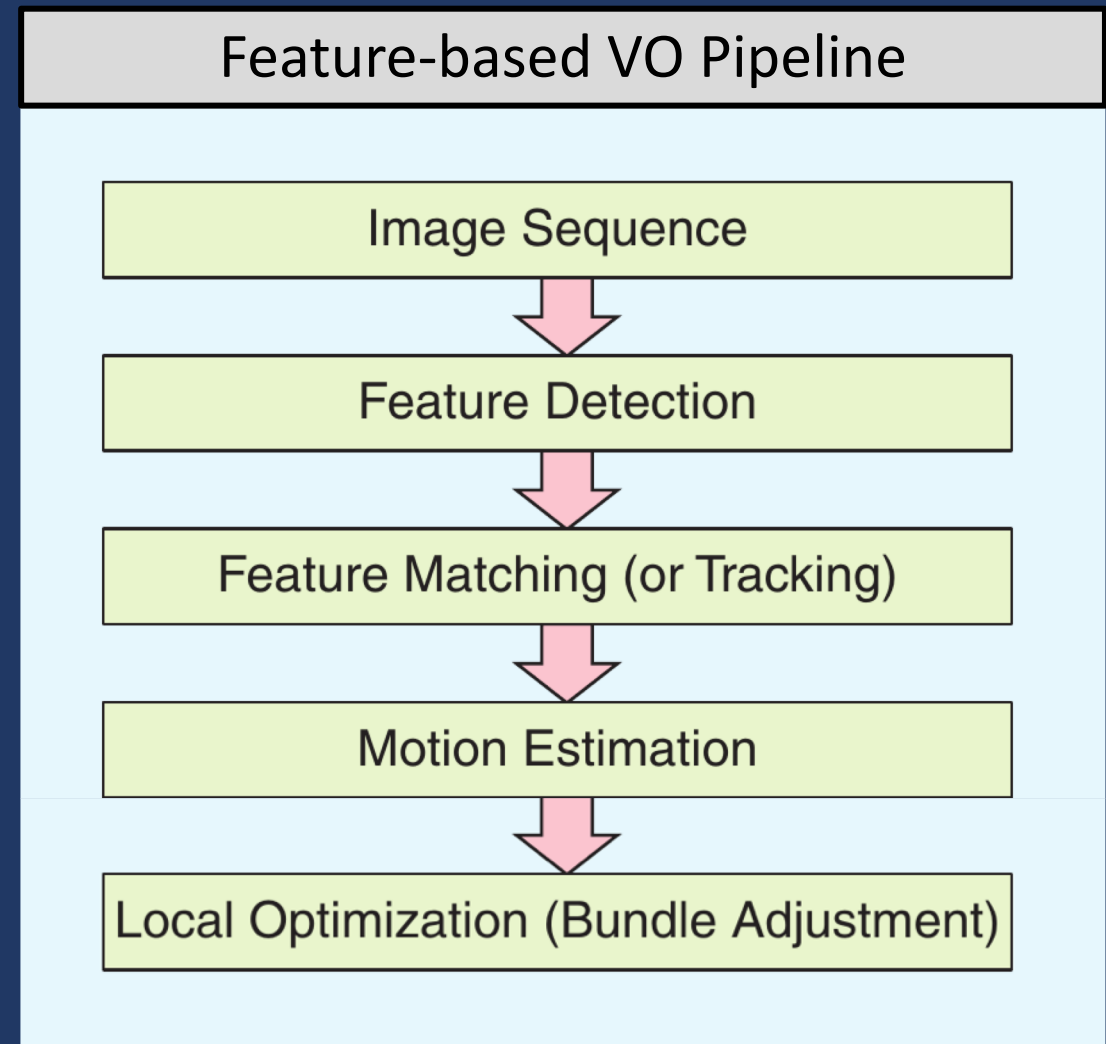 Feature-based VO Pipeline
Image Sequence
Feature Detection
Feature Matching (or Tracking)
Motion Estimation
Local Optimization (Bundle Adjustment)